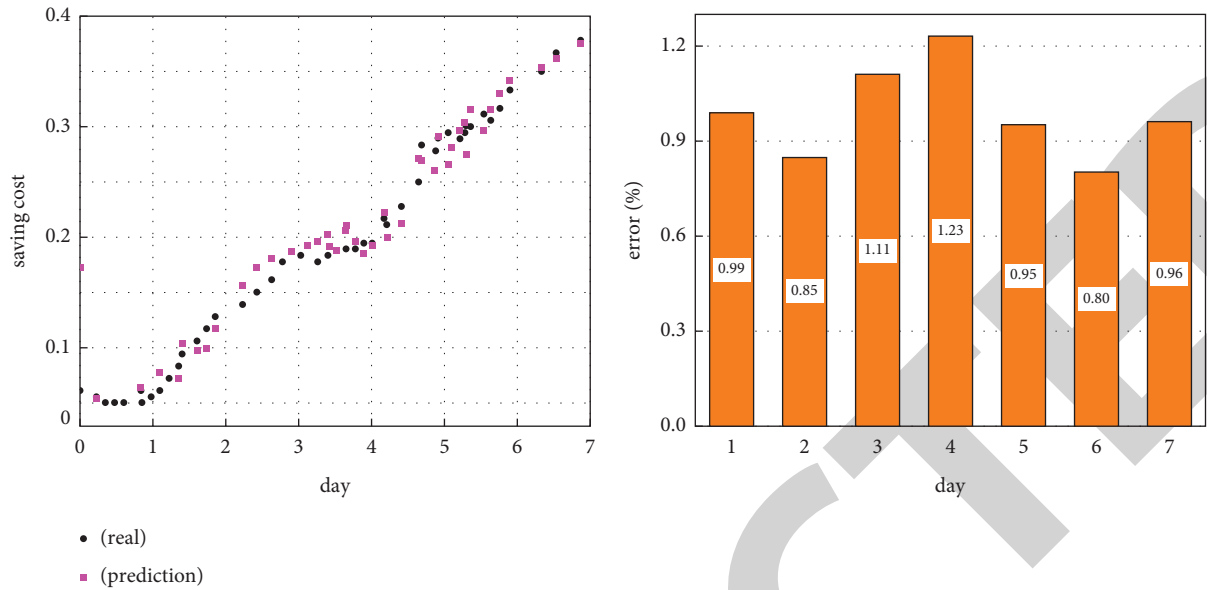 0.4
0.3
0.2
0.1
0
saving cost
0 1 2 3 4 5 6 7
day
(real)
(prediction)
1.2
0.9
0.6
0.3
0.0
error (%)
0.99 0.85 1.11 1.23 0.95 0.80 0.96
1 2 3 4 5 6 7
day